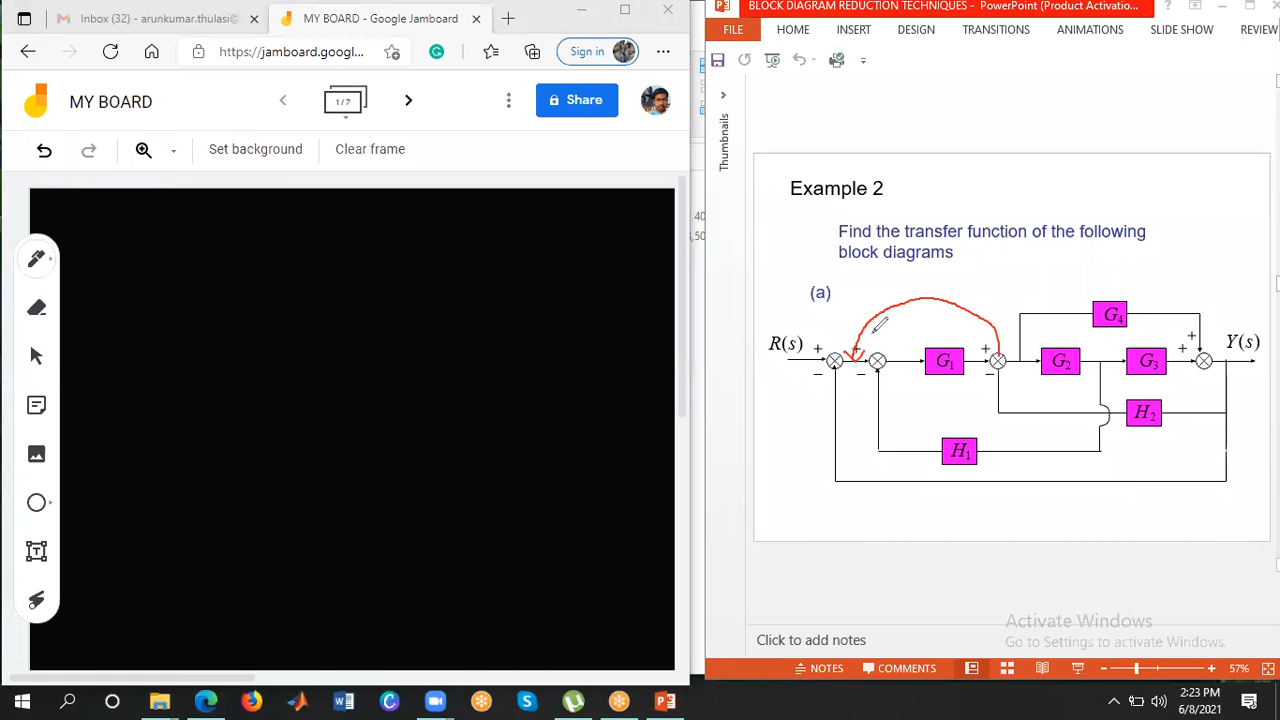 Inbox (54) - arunkumar.thulasi
MY BOARD - Google Jamboard
https://jamboard.googl...
Sign in
MY BOARD
1/7
Share
Set background
Clear frame
40
3,50
BLOCK DIAGRAM REDUCTION TECHNIQUES - PowerPoint (Product Activatio...
FILE HOME INSERT DESIGN TRANSITIONS ANIMATIONS SLIDE SHOW REVIEW
Thumbnails
Example 2
Find the transfer function of the following
block diagrams
(a)
G4
R(s) + + + + + Y(s)
G1 G2 G3
− − −
H2
H1
Activate Windows
Go to Settings to activate Windows.
Click to add notes
NOTES COMMENTS 57%
2:23 PM
6/8/2021